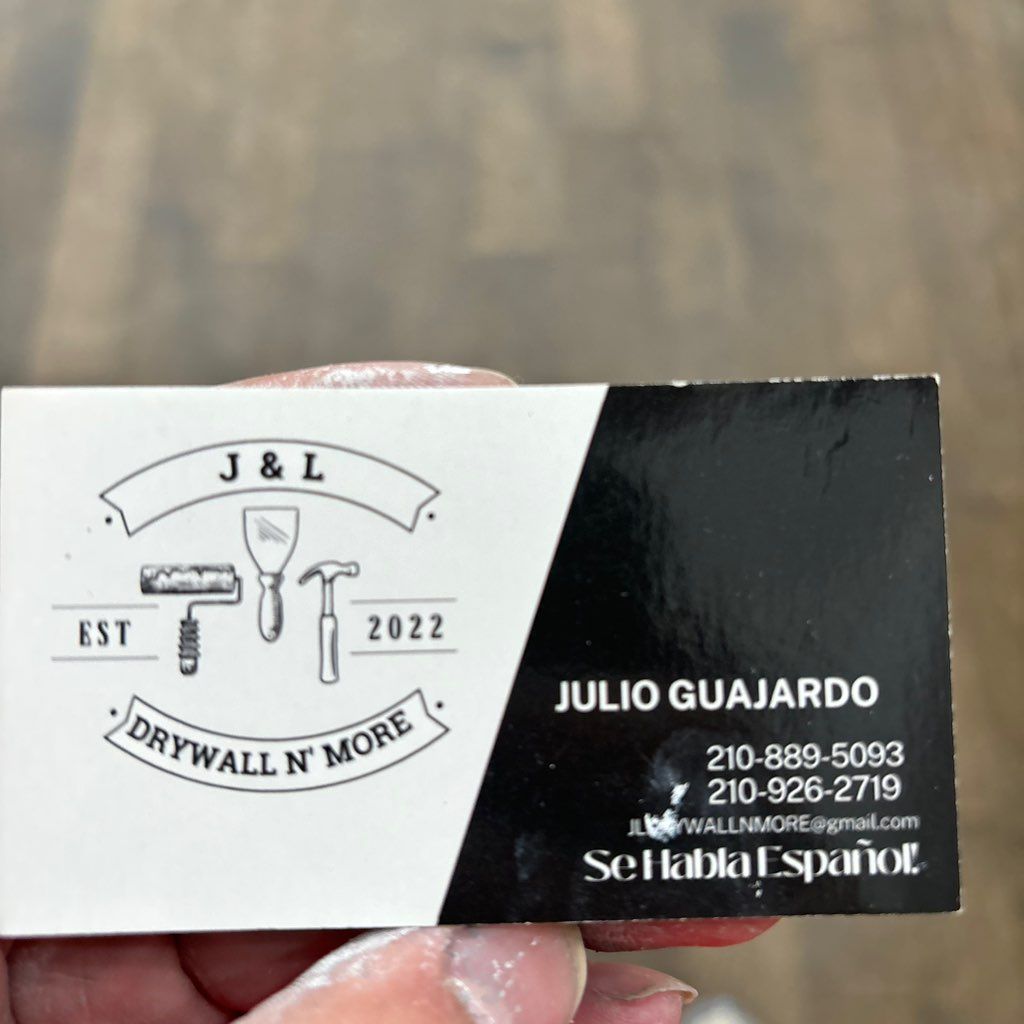 J & L
EST
2022
DRYWALL N' MORE
JULIO GUAJARDO
210-889-5093
210-926-2719
Se Habla Español!